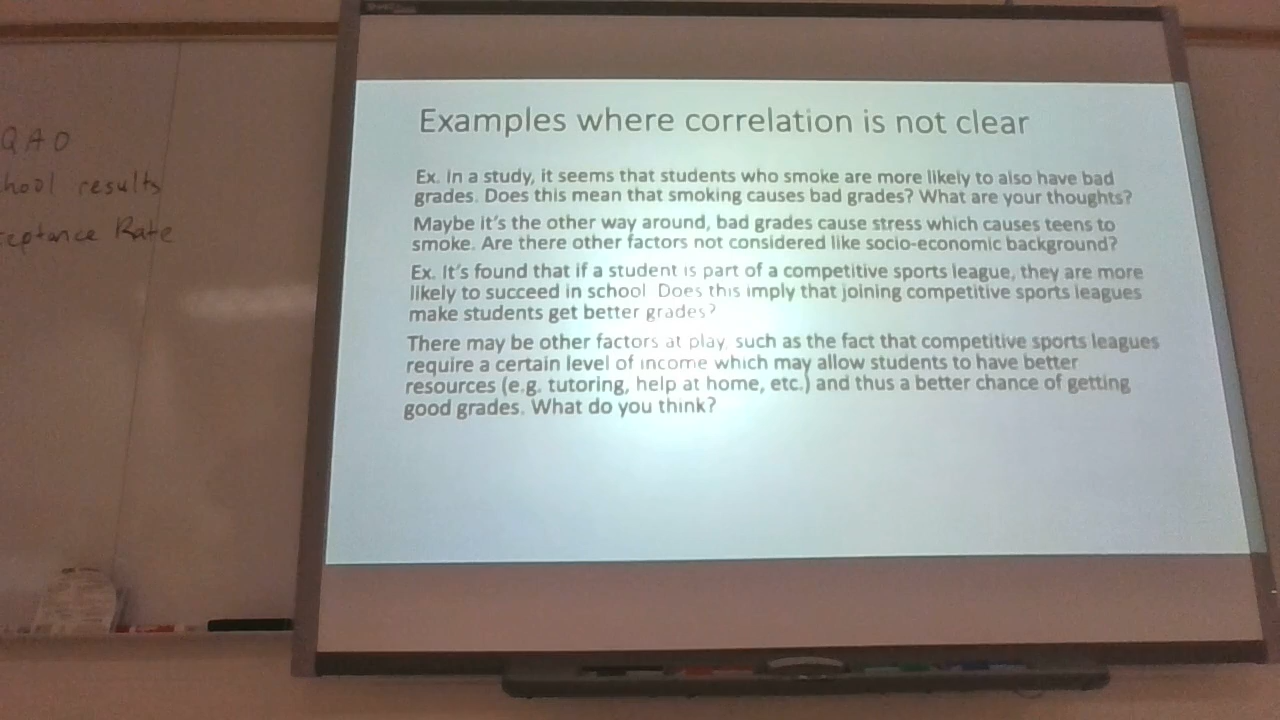 QAO
hool results
eptance Rate
Examples where correlation is not clear
Ex. In a study, it seems that students who smoke are more likely to also have bad
grades. Does this mean that smoking causes bad grades? What are your thoughts?
Maybe it's the other way around, bad grades cause stress which causes teens to
smoke. Are there other factors not considered like socio-economic background?
Ex. It's found that if a student is part of a competitive sports league, they are more
likely to succeed in school. Does this imply that joining competitive sports leagues
make students get better grades?
There may be other factors at play, such as the fact that competitive sports leagues
require a certain level of income which may allow students to have better
resources (e.g. tutoring, help at home, etc.) and thus a better chance of getting
good grades. What do you think?